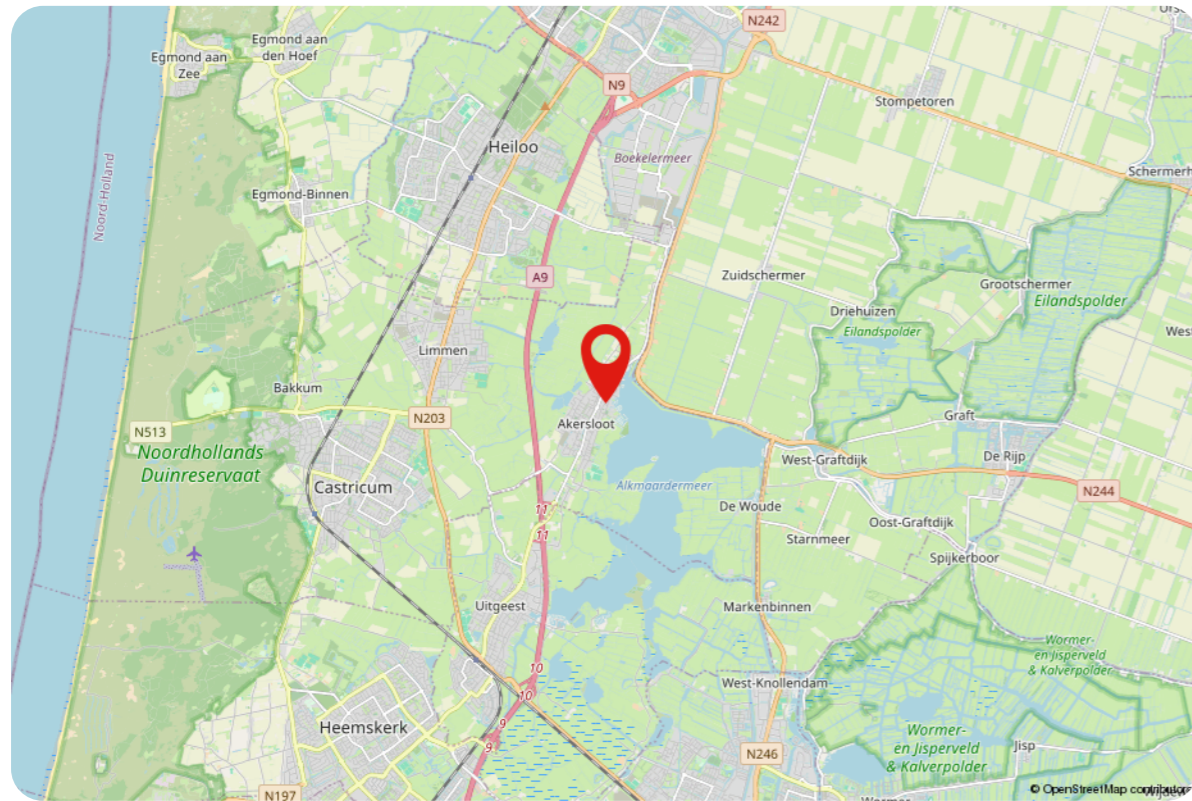 N242
Egmond aan
den Hoef
Egmond aan
Zee
N9
Stompetoren
Heiloo
Boekelermeer
Schermerh
Noord-Holland
Egmond-Binnen
A9
Zuidschermer
Grootschermer
Eilandspolder
Driehuizen
Eilandspolder
West
Limmen
Bakkum
N203
Graft
N513
Akersloot
Noordhollands
Duinreservaat
West-Graftdijk
De Rijp
Castricum
Alkmaardermeer
N244
De Woude
11
Oost-Graftdijk
11
Starnmeer
Spijkerboor
Uitgeest
Markenbinnen
Wormer-
en Jisperveld
& Kalverpolder
10
West-Knollendam
10
Heemskerk
9
Wormer-
en Jisperveld
& Kalverpolder
9
N246
Jisp
N197
© OpenStreetMap contributors